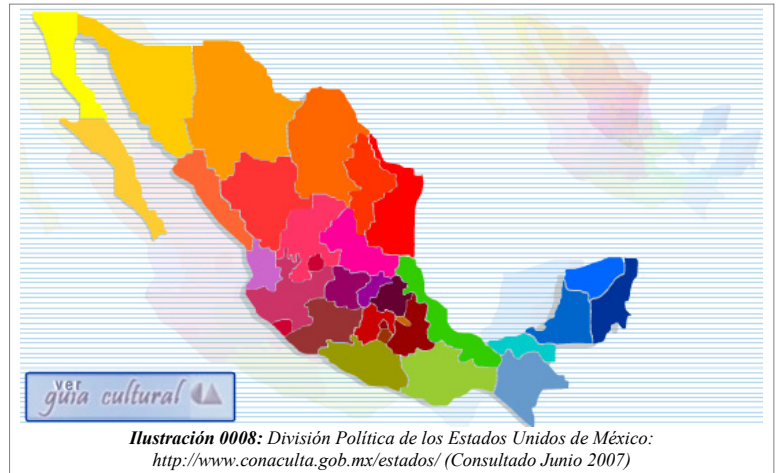 ver
guía cultural
Ilustración 0008: División Política de los Estados Unidos de México:
http://www.conaculta.gob.mx/estados/ (Consultado Junio 2007)